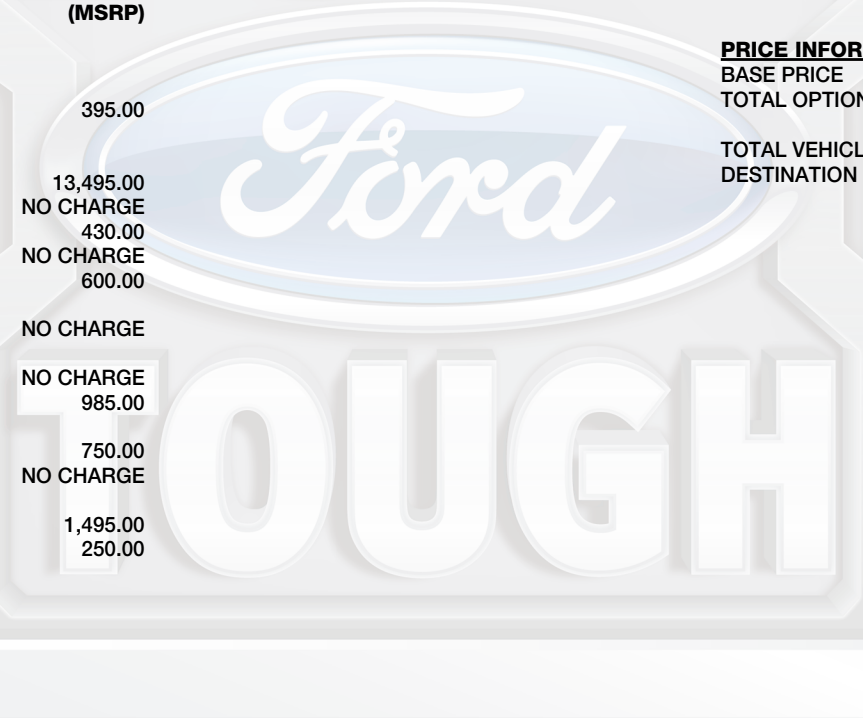 (MSRP)
395.00
13,495.00
NO CHARGE
430.00
NO CHARGE
600.00
NO CHARGE
NO CHARGE
985.00
750.00
NO CHARGE
1,495.00
250.00
PRICE INFOR
BASE PRICE
TOTAL OPTION
TOTAL VEHICL
DESTINATION
Ford
TOUGH